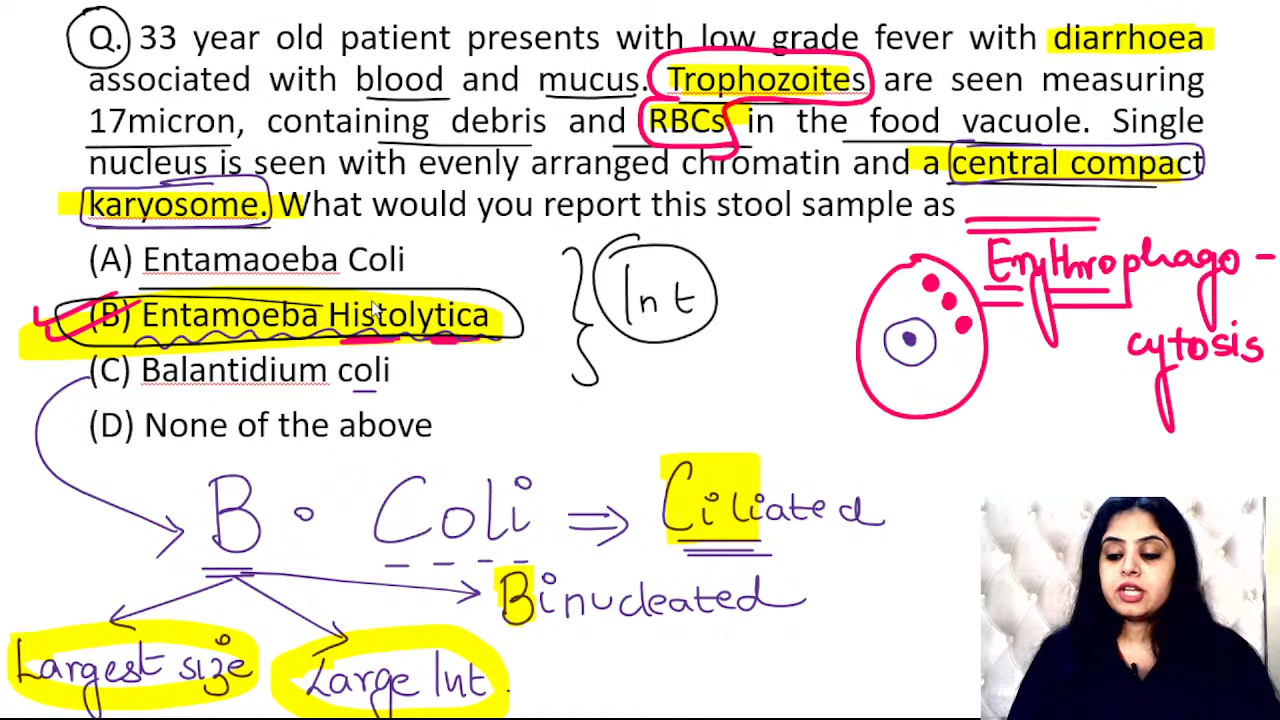 Q. 33 year old patient presents with low grade fever with diarrhoea
associated with blood and mucus. Trophozoites are seen measuring
17micron, containing debris and RBCs in the food vacuole. Single
nucleus is seen with evenly arranged chromatin and a central compact
karyosome. What would you report this stool sample as
(A) Entamaoeba Coli
(B) Entamoeba Histolytica
(C) Balantidium coli
(D) None of the above
Int
Erythrophago-
cytosis
B. Coli ⇒ Ciliated
Binucleated
Largest size
Large Int.